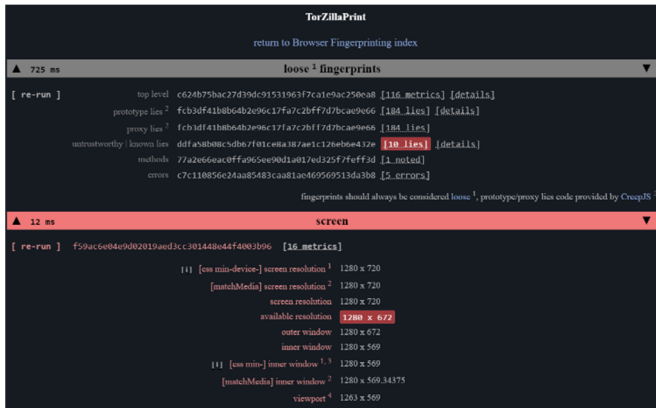 TorZillaPrint
return to Browser Fingerprinting index
▲ 725 ms loose 1 fingerprints ▼
[ re-run ] top level c624b75bac27d39dc91531963f7ca1e9ac250ea8 [116 metrics] [details]
prototype lies 2 fcb3df41b8b64b2e96c17fa7c2bff7d7bcae9e66 [184 lies]
proxy lies 2 fcb3df41b8b64b2e96c17fa7c2bff7d7bcae9e66 [184 lies]
untrustworthy | known lies ddfa58b08c5db67f01ce8a387ae1c126eb6e432e [10 lies] [details]
methods 77a2e66eac0ffa965ee90d1a017ed325f7feff3d [1 noted]
errors c7c110856e24aa85483caa81ae469569513da3b8 [5 errors]
fingerprints should always be considered loose 1, prototype/proxy lies code provided by CreepJS 2
▲ 12 ms screen ▼
[ re-run ] f59ac6e04e9d02019aed3cc301448e44f4003b96 [16 metrics]
[i] [css min-device-] screen resolution 1 1280 x 720
[matchMedia] screen resolution 2 1280 x 720
screen resolution 1280 x 720
available resolution 1280 x 672
outer window 1280 x 672
inner window 1280 x 569
[i] [css min-] inner window 1, 3 1280 x 569
[matchMedia] inner window 2 1280 x 569.34375
viewport 4 1263 x 569